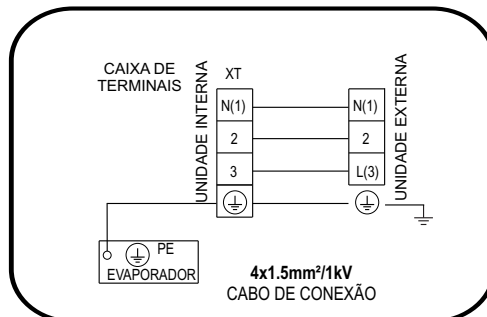 CAIXA DE
TERMINAIS
UNIDADE INTERNA
XT
N(1)
2
3
UNIDADE EXTERNA
N(1)
2
L(3)
PE
EVAPORADOR
4x1.5mm²/1kV
CABO DE CONEXÃO